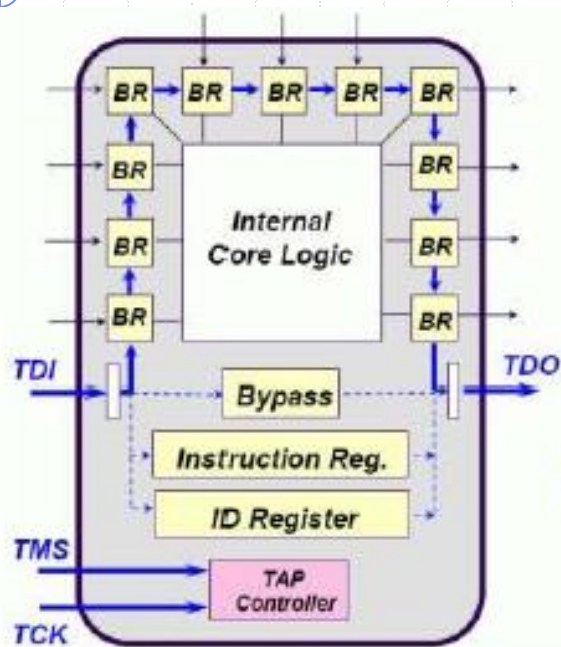 BR BR BR BR BR
BR BR
Internal
Core Logic
BR BR
BR BR
TDI TDO
Bypass
Instruction Reg.
ID Register
TMS
TAP
Controller
TCK